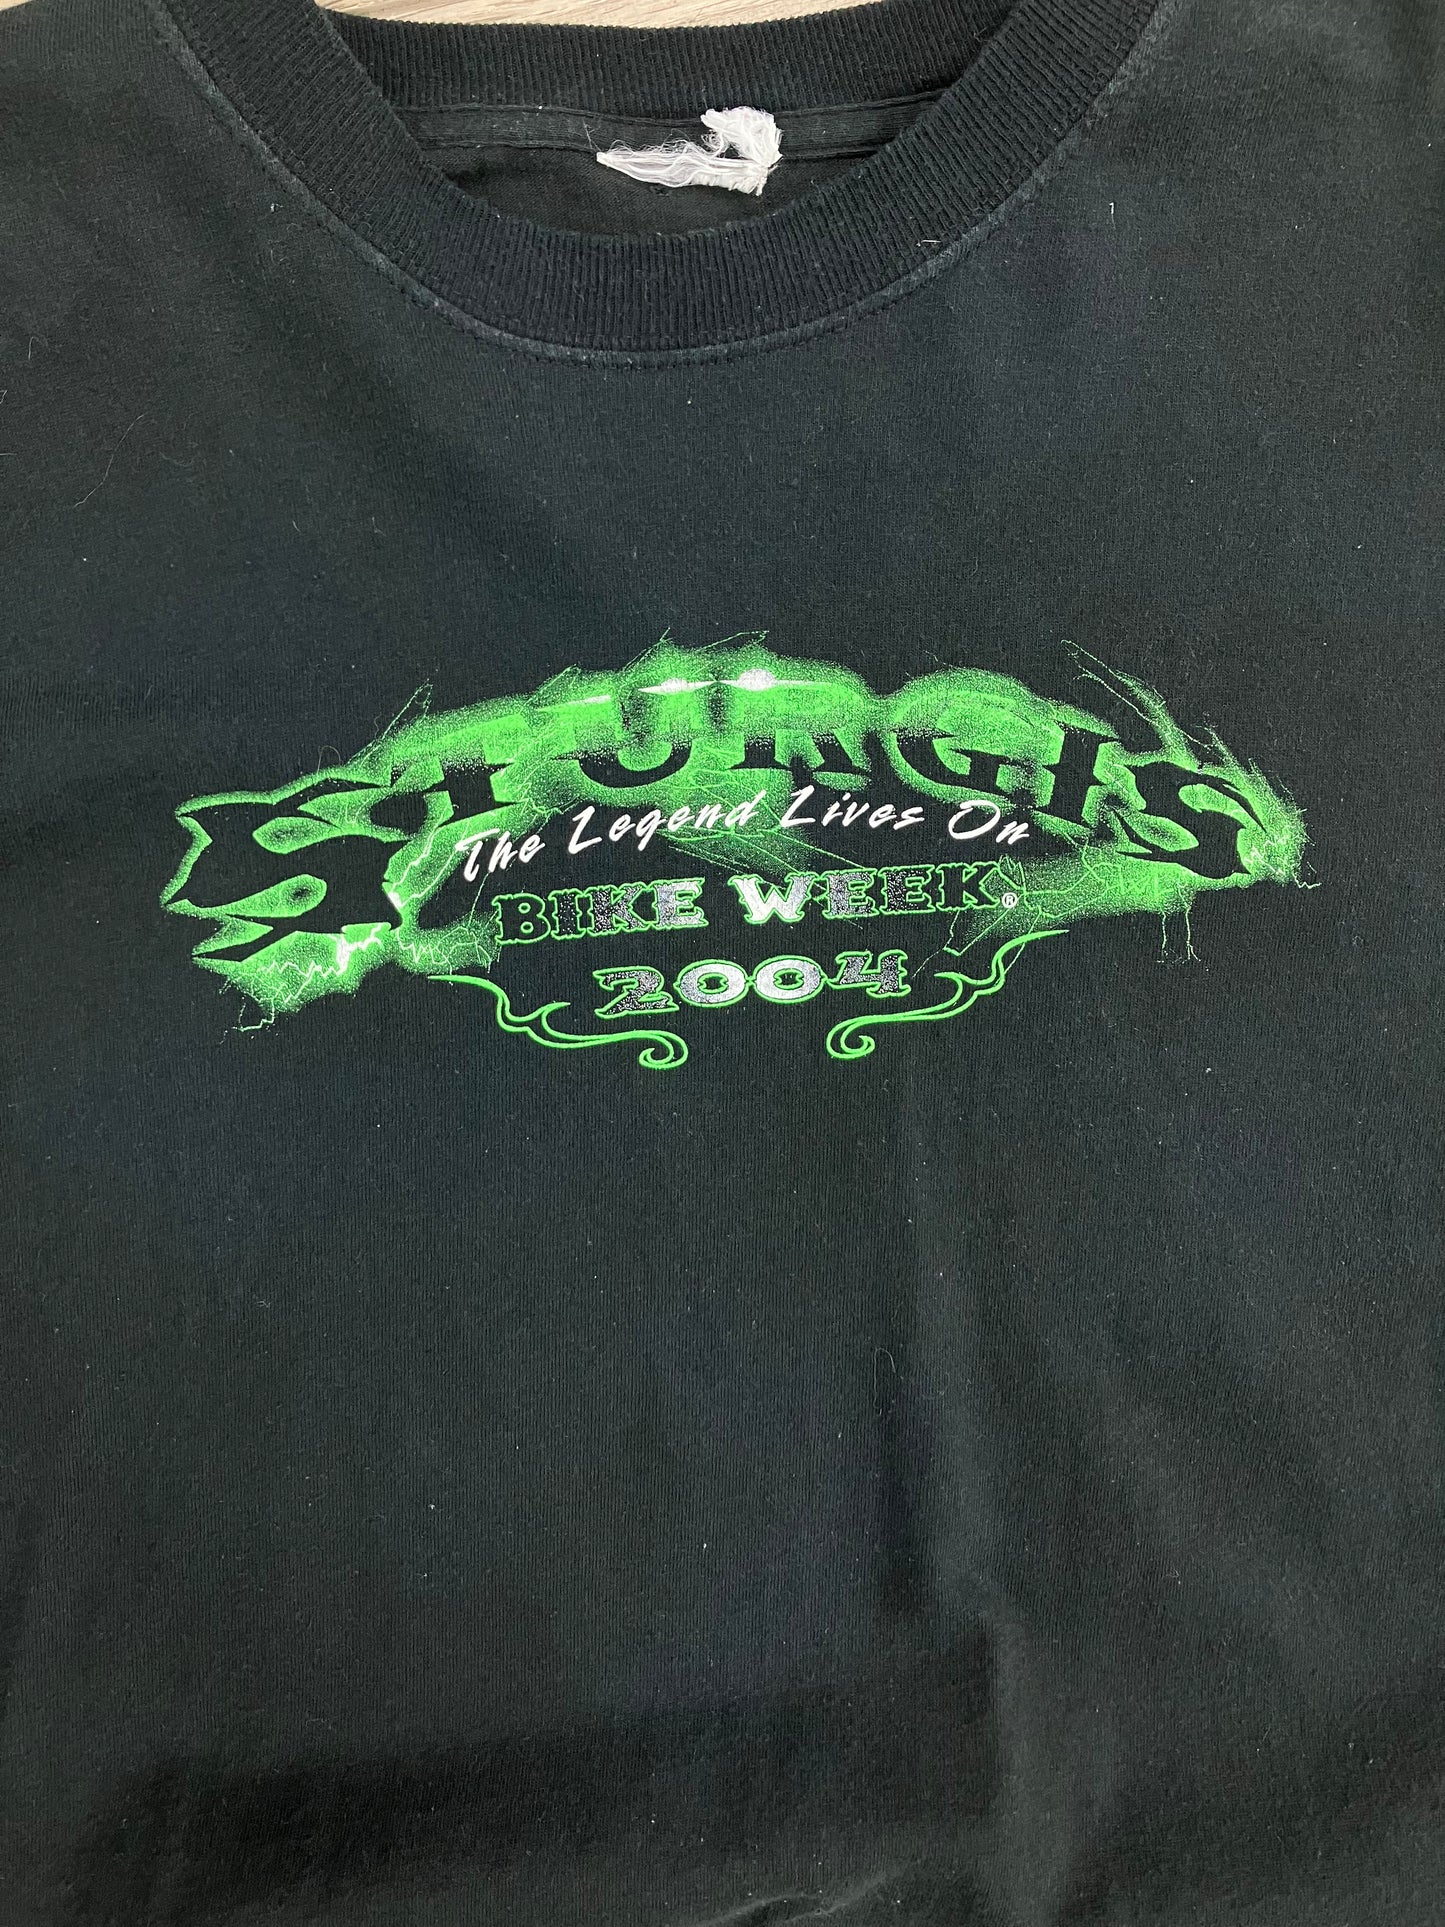 STURGIS
The Legend Lives On
BIKE WEEK®
2004